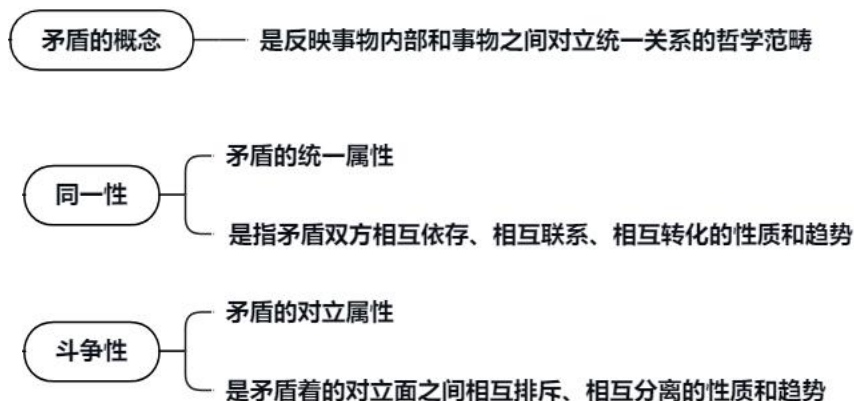 矛盾的概念
是反映事物内部和事物之间对立统一关系的哲学范畴
同一性
矛盾的统一属性
是指矛盾双方相互依存、相互联系、相互转化的性质和趋势
斗争性
矛盾的对立属性
是矛盾着的对立面之间相互排斥、相互分离的性质和趋势